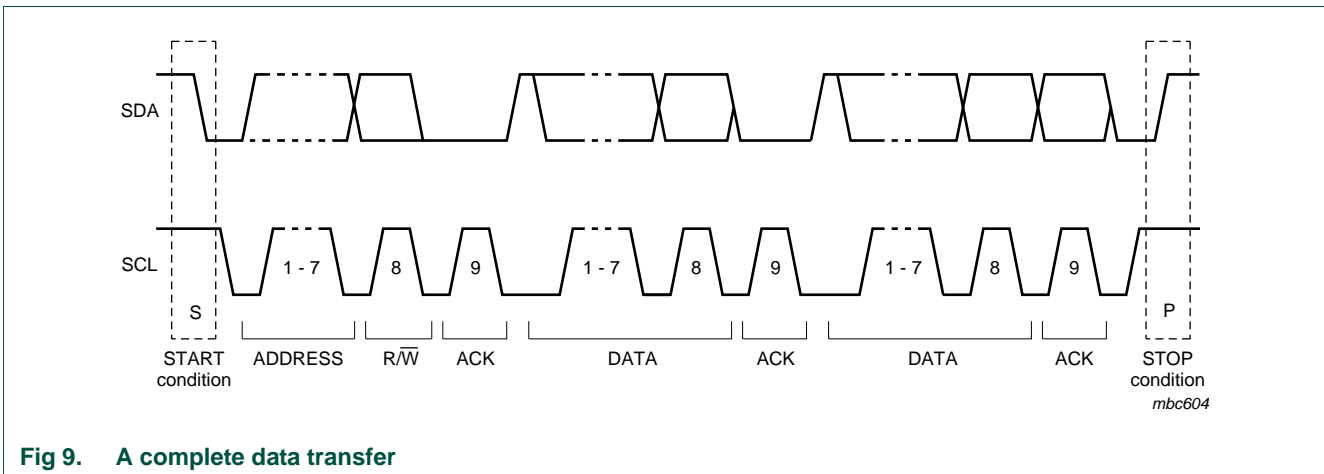 SDA
SCL
1 - 7
8
9
1 - 7
8
9
1 - 7
8
9
S
P
START
condition
ADDRESS
R/W̅
ACK
DATA
ACK
DATA
ACK
STOP
condition
mbc604
Fig 9. A complete data transfer